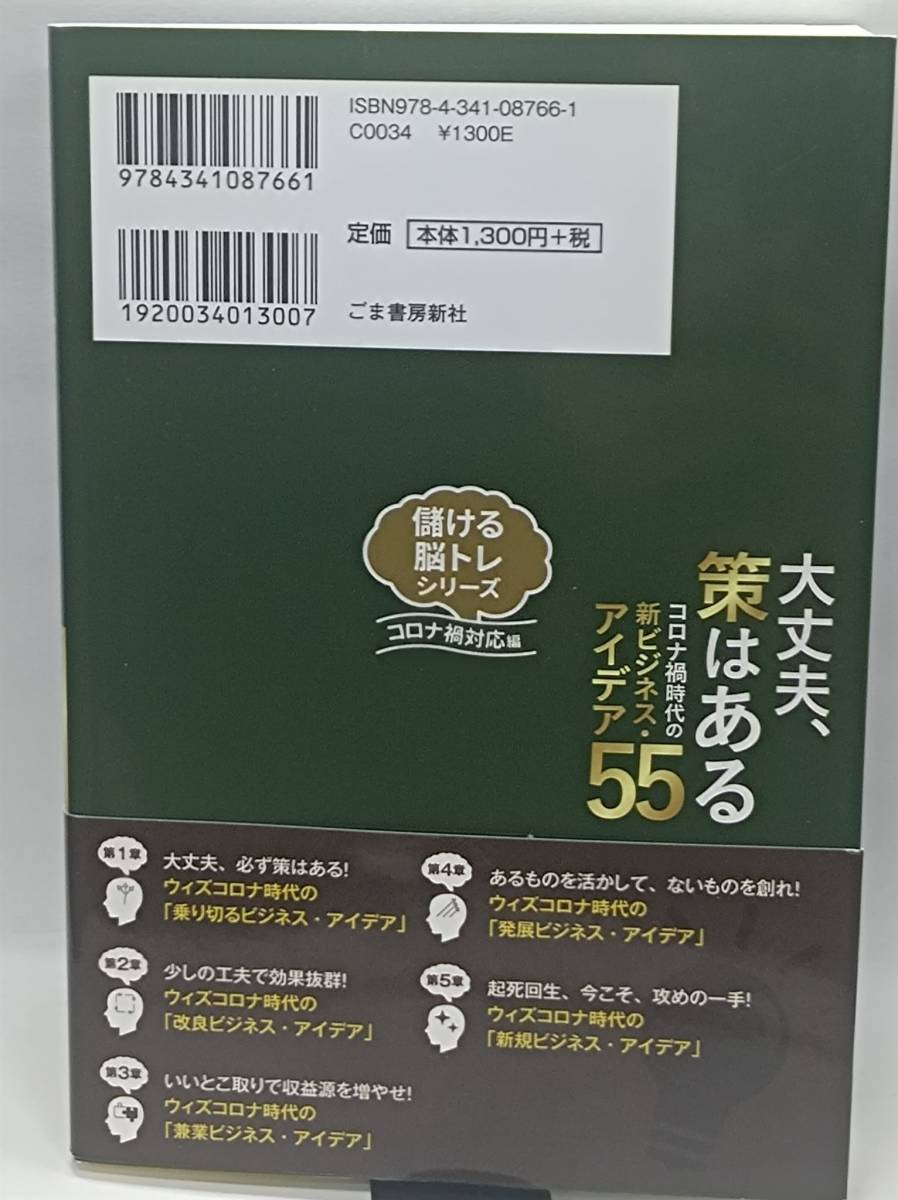 ISBN978-4-341-08766-1
C0034 ¥1300E
9784341087661
定価 本体1,300円+税
1920034013007
ごま書房新社
儲ける
脳トレ
シリーズ
コロナ禍対応編
大丈夫、
策はある
コロナ禍時代の
新ビジネス・
アイデア
55
第1章
大丈夫、必ず策はある!
ウィズコロナ時代の
「乗り切るビジネス・アイデア」
第2章
少しの工夫で効果抜群!
ウィズコロナ時代の
「改良ビジネス・アイデア」
第3章
いいとこ取りで収益源を増やせ!
ウィズコロナ時代の
「兼業ビジネス・アイデア」
第4章
あるものを活かして、ないものを創れ!
ウィズコロナ時代の
「発展ビジネス・アイデア」
第5章
起死回生、今こそ、攻めの一手!
ウィズコロナ時代の
「新規ビジネス・アイデア」